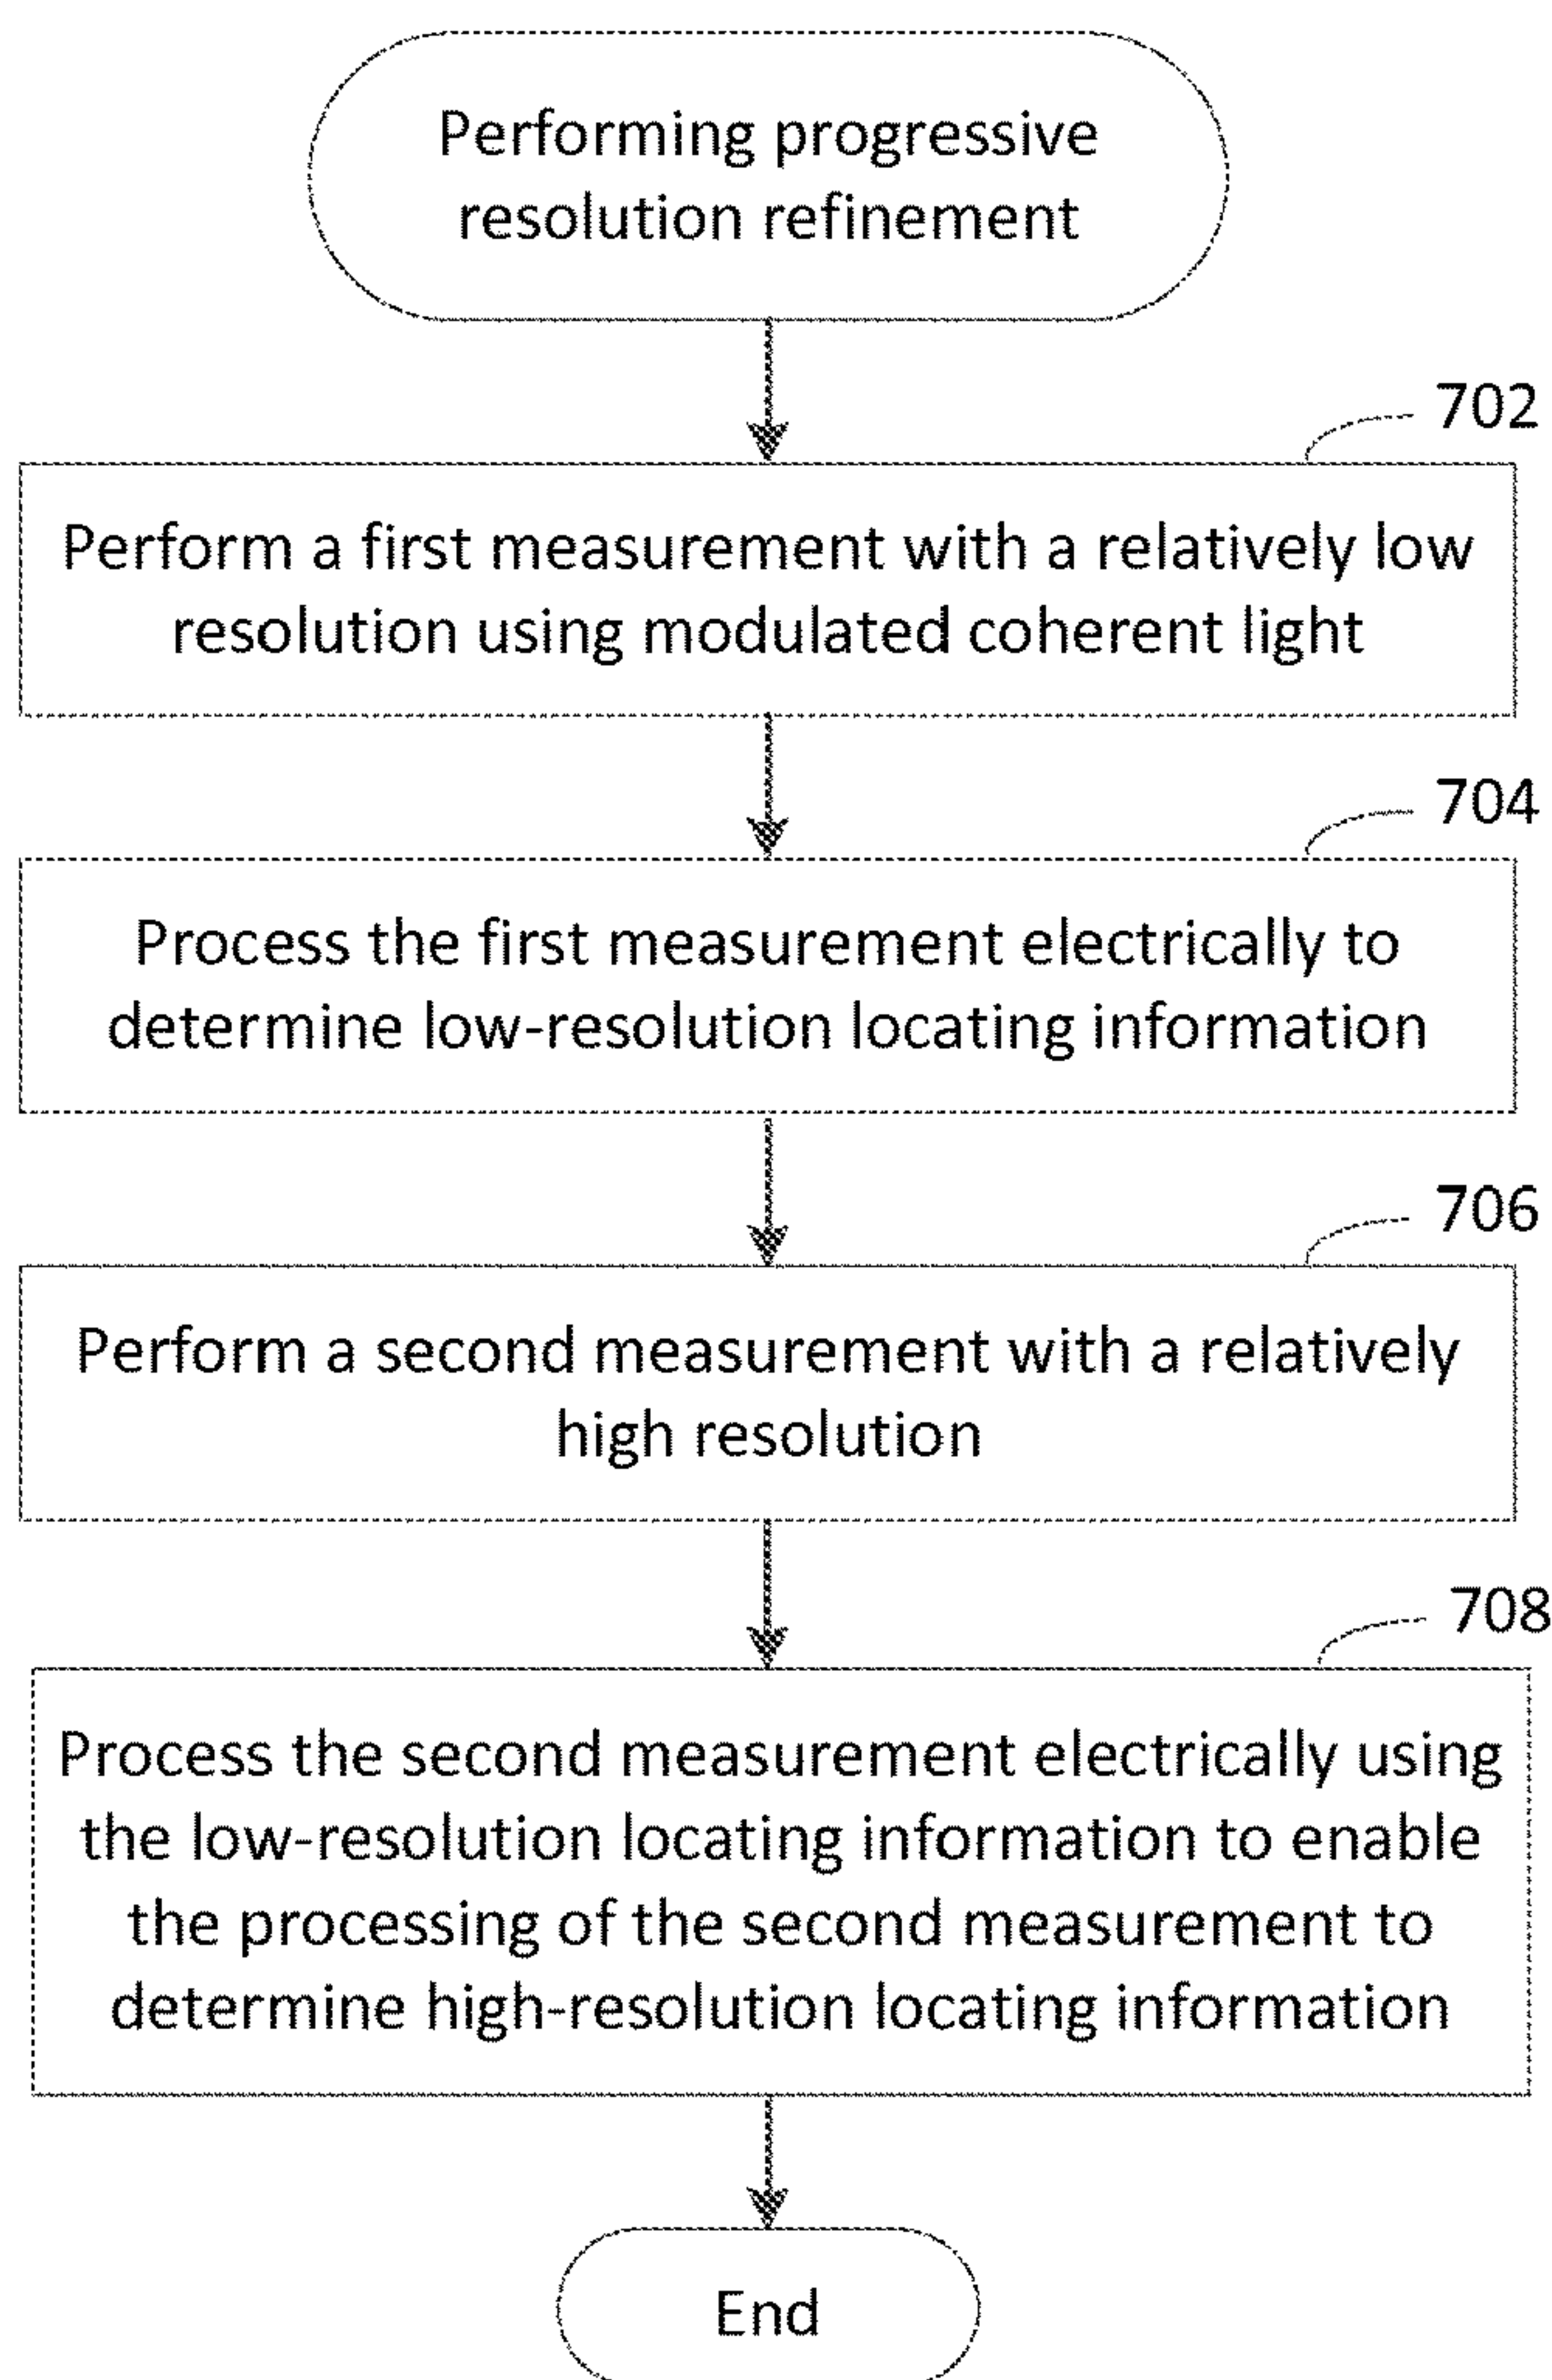 Performing progressive
resolution refinement
702
Perform a first measurement with a relatively low
resolution using modulated coherent light
704
Process the first measurement electrically to
determine low-resolution locating information
706
Perform a second measurement with a relatively
high resolution
708
Process the second measurement electrically using
the low-resolution locating information to enable
the processing of the second measurement to
determine high-resolution locating information
End